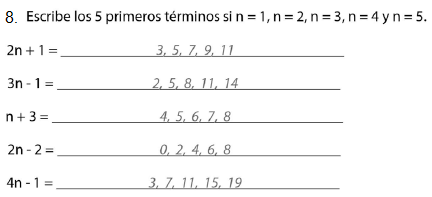 8. Escribe los 5 primeros términos si n = 1, n = 2, n = 3, n = 4 y n = 5.
2n + 1 = 3, 5, 7, 9, 11
3n - 1 = 2, 5, 8, 11, 14
n + 3 = 4, 5, 6, 7, 8
2n - 2 = 0, 2, 4, 6, 8
4n - 1 = 3, 7, 11, 15, 19